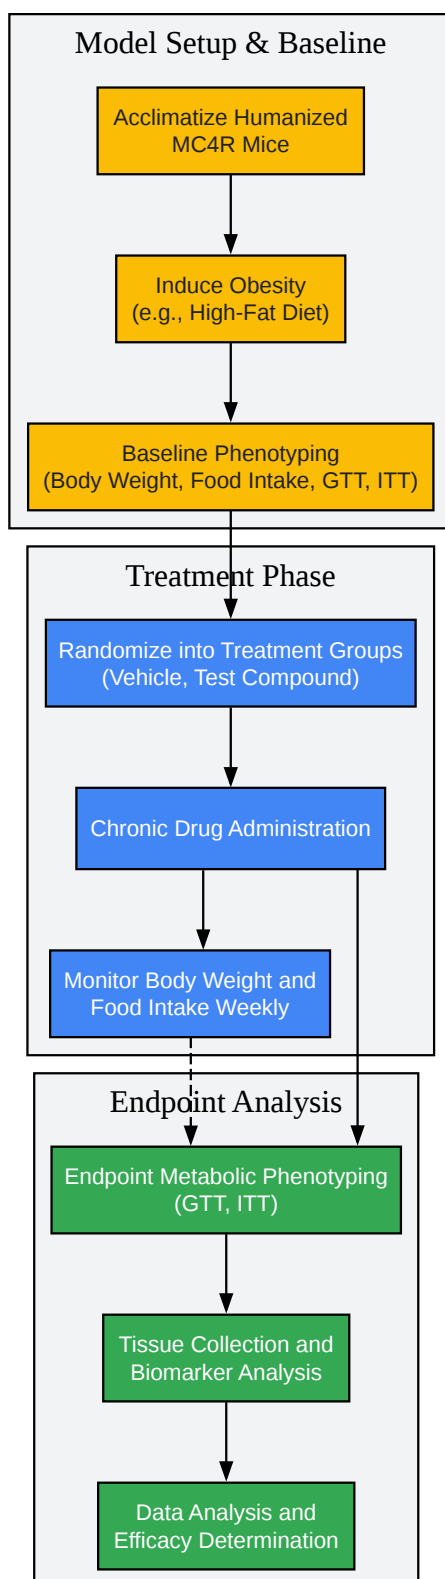 Model Setup & Baseline
Acclimatize Humanized
MC4R Mice
Induce Obesity
(e.g., High-Fat Diet)
Baseline Phenotyping
(Body Weight, Food Intake, GTT, ITT)
Treatment Phase
Randomize into Treatment Groups
(Vehicle, Test Compound)
Chronic Drug Administration
Monitor Body Weight and
Food Intake Weekly
Endpoint Analysis
Endpoint Metabolic Phenotyping
(GTT, ITT)
Tissue Collection and
Biomarker Analysis
Data Analysis and
Efficacy Determination